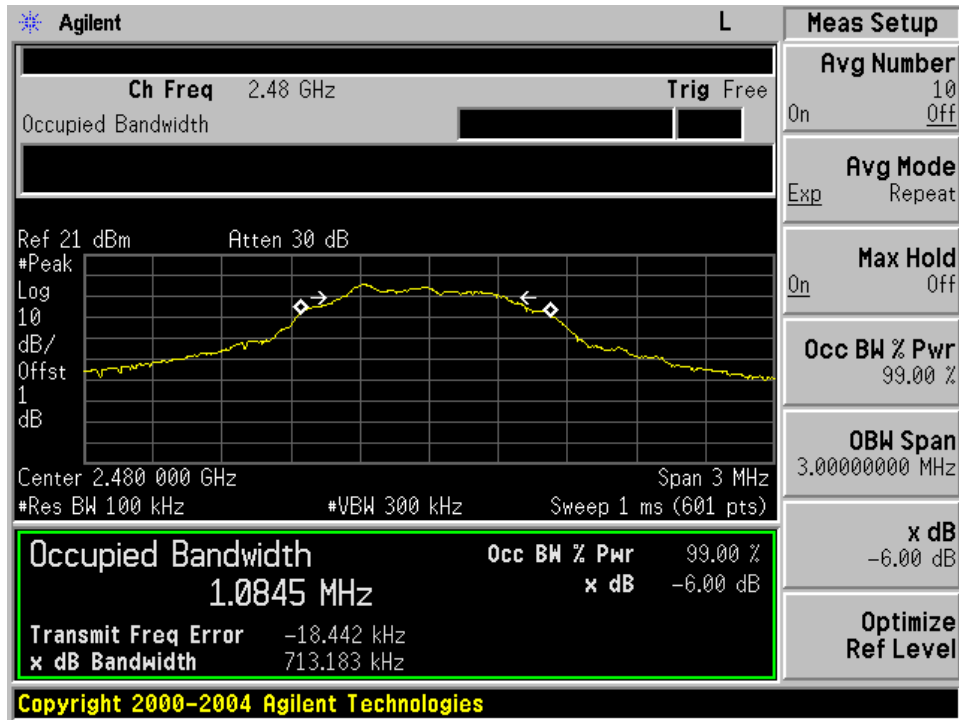 Agilent L
Ch Freq 2.48 GHz Trig Free
Occupied Bandwidth
Ref 21 dBm Atten 30 dB
#Peak
Log
10
dB/
Offst
1
dB
Center 2.480 000 GHz Span 3 MHz
#Res BW 100 kHz #VBW 300 kHz Sweep 1 ms (601 pts)
Occupied Bandwidth Occ BW % Pwr 99.00 %
1.0845 MHz x dB -6.00 dB
Transmit Freq Error -18.442 kHz
x dB Bandwidth 713.183 kHz
Copyright 2000-2004 Agilent Technologies
Meas Setup
Avg Number
10
On Off
Avg Mode
Exp Repeat
Max Hold
On Off
Occ BW % Pwr
99.00 %
OBW Span
3.00000000 MHz
x dB
-6.00 dB
Optimize
Ref Level